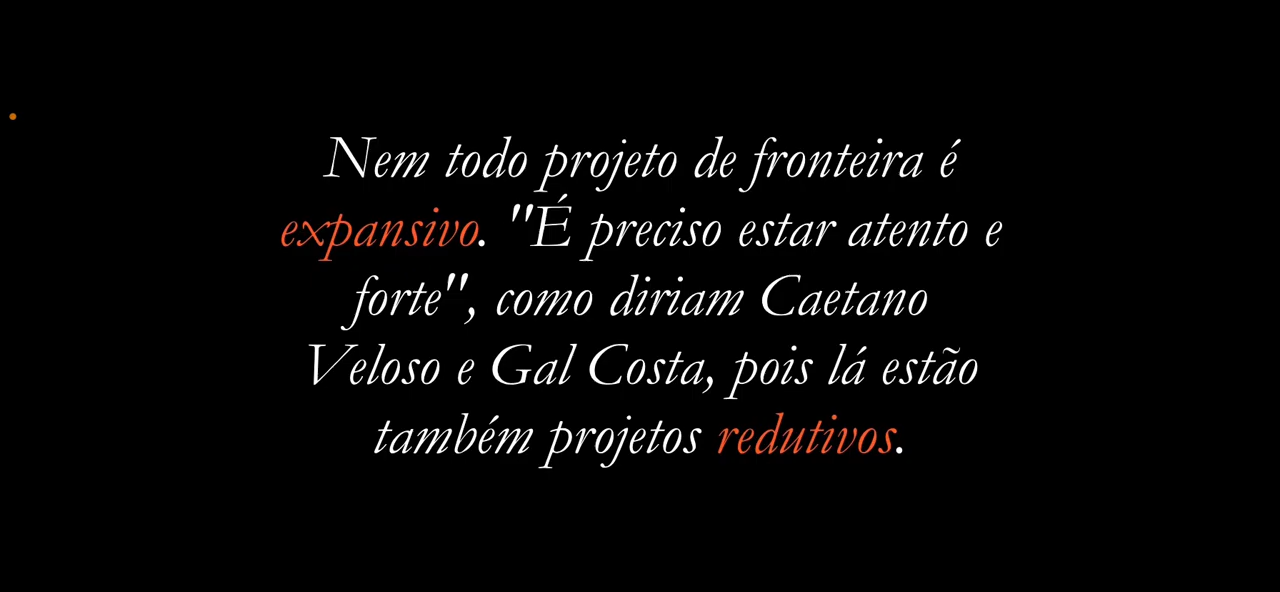 Nem todo projeto de fronteira é
expansivo. "É preciso estar atento e
forte", como diriam Caetano
Veloso e Gal Costa, pois lá estão
também projetos redutivos.